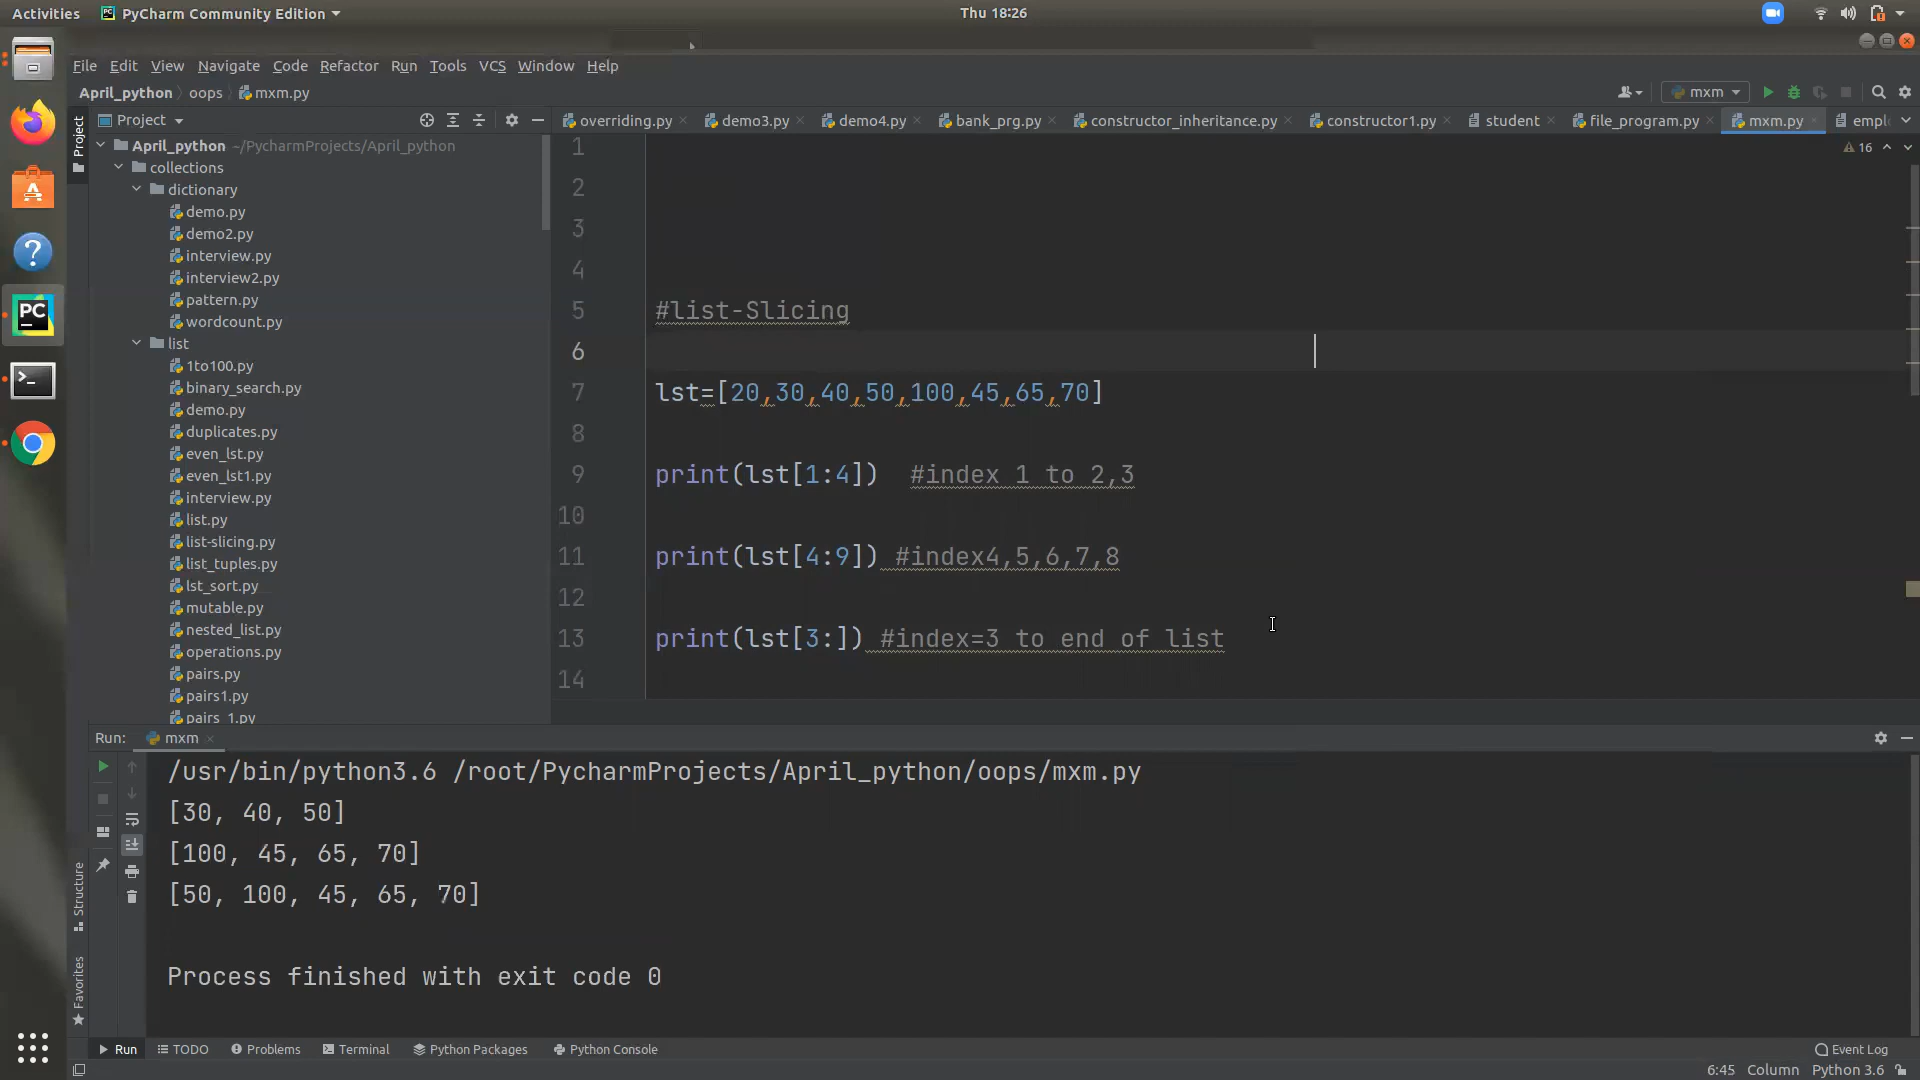 Activities PyCharm Community Edition Thu 18:26
File Edit View Navigate Code Refactor Run Tools VCS Window Help
April_python oops mxm.py mxm
Project overriding.py demo3.py demo4.py bank_prg.py constructor_inheritance.py constructor1.py student file_program.py mxm.py empl
Project
April_python ~/PycharmProjects/April_python
collections
dictionary
demo.py
demo2.py
interview.py
interview2.py
pattern.py
wordcount.py
list
1to100.py
binary_search.py
demo.py
duplicates.py
even_lst.py
even_lst1.py
interview.py
list.py
list-slicing.py
list_tuples.py
lst_sort.py
mutable.py
nested_list.py
operations.py
pairs.py
pairs1.py
pairs_1.py
16
1
2
3
4
5 #list-Slicing
6
7 lst=[20,30,40,50,100,45,65,70]
8
9 print(lst[1:4]) #index 1 to 2,3
10
11 print(lst[4:9]) #index4,5,6,7,8
12
13 print(lst[3:]) #index=3 to end of list
14
Run: mxm
/usr/bin/python3.6 /root/PycharmProjects/April_python/oops/mxm.py
[30, 40, 50]
[100, 45, 65, 70]
[50, 100, 45, 65, 70]
Process finished with exit code 0
Structure
Favorites
Run TODO Problems Terminal Python Packages Python Console Event Log
6:45 Column Python 3.6